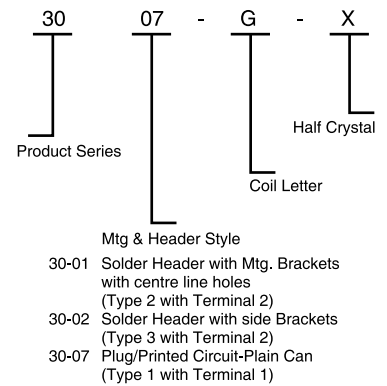 30 07 - G - X
Half Crystal
Product Series
Coil Letter
Mtg & Header Style
30-01 Solder Header with Mtg. Brackets
with centre line holes
(Type 2 with Terminal 2)
30-02 Solder Header with side Brackets
(Type 3 with Terminal 2)
30-07 Plug/Printed Circuit-Plain Can
(Type 1 with Terminal 1)